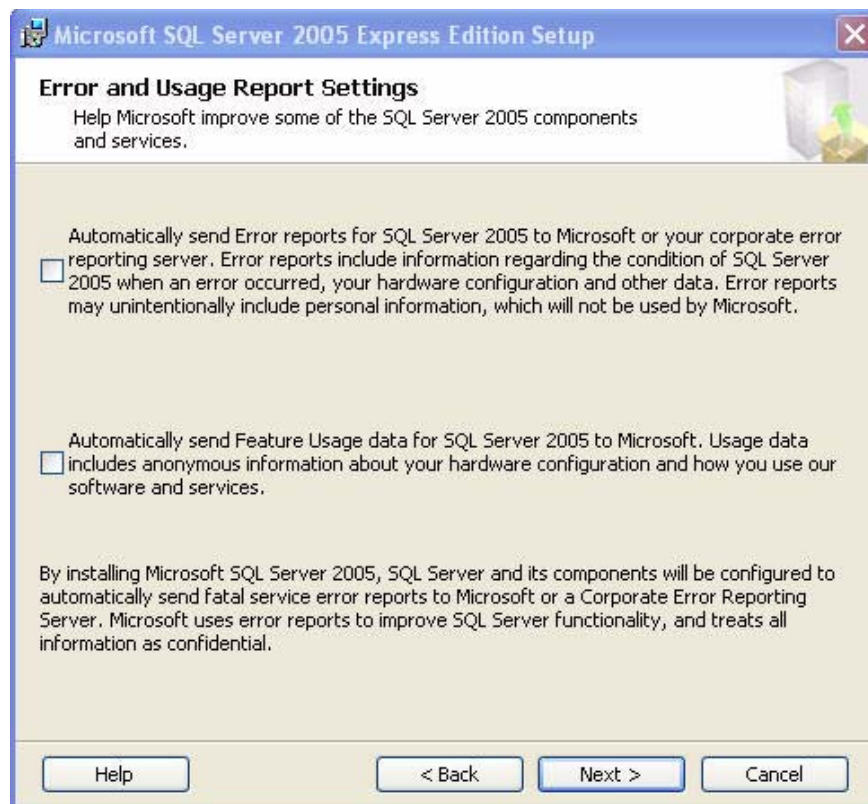 Microsoft SQL Server 2005 Express Edition Setup
Error and Usage Report Settings
Help Microsoft improve some of the SQL Server 2005 components
and services.
Automatically send Error reports for SQL Server 2005 to Microsoft or your corporate error
reporting server. Error reports include information regarding the condition of SQL Server
2005 when an error occurred, your hardware configuration and other data. Error reports
may unintentionally include personal information, which will not be used by Microsoft.
Automatically send Feature Usage data for SQL Server 2005 to Microsoft. Usage data
includes anonymous information about your hardware configuration and how you use our
software and services.
By installing Microsoft SQL Server 2005, SQL Server and its components will be configured to
automatically send fatal service error reports to Microsoft or a Corporate Error Reporting
Server. Microsoft uses error reports to improve SQL Server functionality, and treats all
information as confidential.
Help
< Back
Next >
Cancel